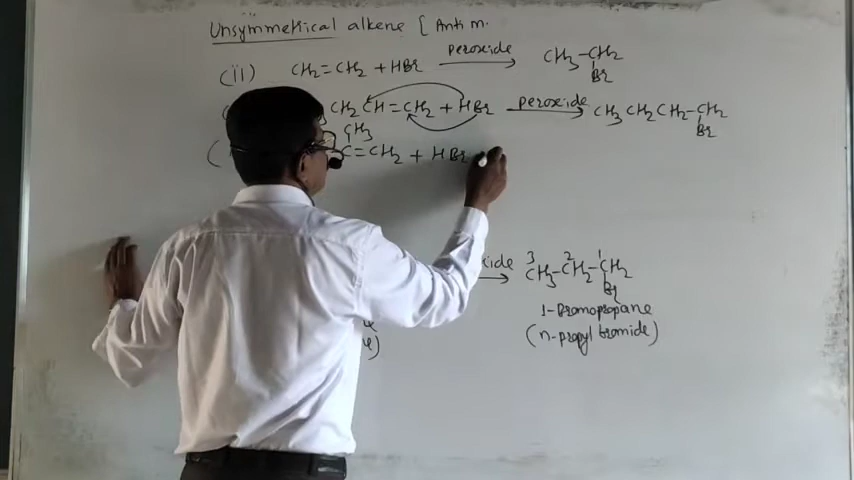 Unsymmetrical alkene [ Anti m.
(ii) CH₂=CH₂ + HBr peroxide → CH₃-CH₂
Br
CH₂ CH = CH₂ + HBr peroxide → CH₃ CH₂ CH₂-CH₂
Br
CH₃
C=CH₂ + HBr
xide → ³CH₃-²CH₂-¹CH₂
Br
1-Bromopropane
(n-propyl bromide)